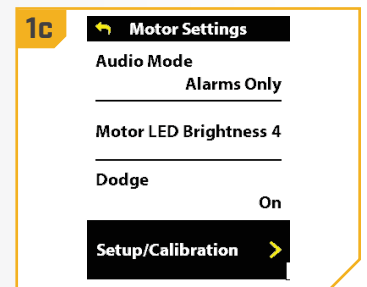 1c
Motor Settings
Audio Mode
Alarms Only
Motor LED Brightness 4
Dodge
On
Setup/Calibration